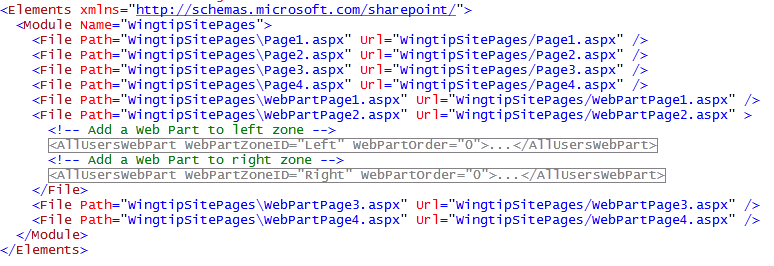 <Elements xmlns="http://schemas.microsoft.com/sharepoint/">
<Module Name="WingtipSitePages">
<File Path="WingtipSitePages\Page1.aspx" Url="WingtipSitePages/Page1.aspx" />
<File Path="WingtipSitePages\Page2.aspx" Url="WingtipSitePages/Page2.aspx" />
<File Path="WingtipSitePages\Page3.aspx" Url="WingtipSitePages/Page3.aspx" />
<File Path="WingtipSitePages\Page4.aspx" Url="WingtipSitePages/Page4.aspx" />
<File Path="WingtipSitePages\WebPartPage1.aspx" Url="WingtipSitePages/WebPartPage1.aspx" />
<File Path="WingtipSitePages\WebPartPage2.aspx" Url="WingtipSitePages/WebPartPage2.aspx" >
<!-- Add a Web Part to left zone -->
<AllUsersWebPart WebPartZoneID="Left" WebPartOrder="0">...</AllUsersWebPart>
<!-- Add a Web Part to right zone -->
<AllUsersWebPart WebPartZoneID="Right" WebPartOrder="0">...</AllUsersWebPart>
</File>
<File Path="WingtipSitePages\WebPartPage3.aspx" Url="WingtipSitePages/WebPartPage3.aspx" />
<File Path="WingtipSitePages\WebPartPage4.aspx" Url="WingtipSitePages/WebPartPage4.aspx" />
</Module>
</Elements>